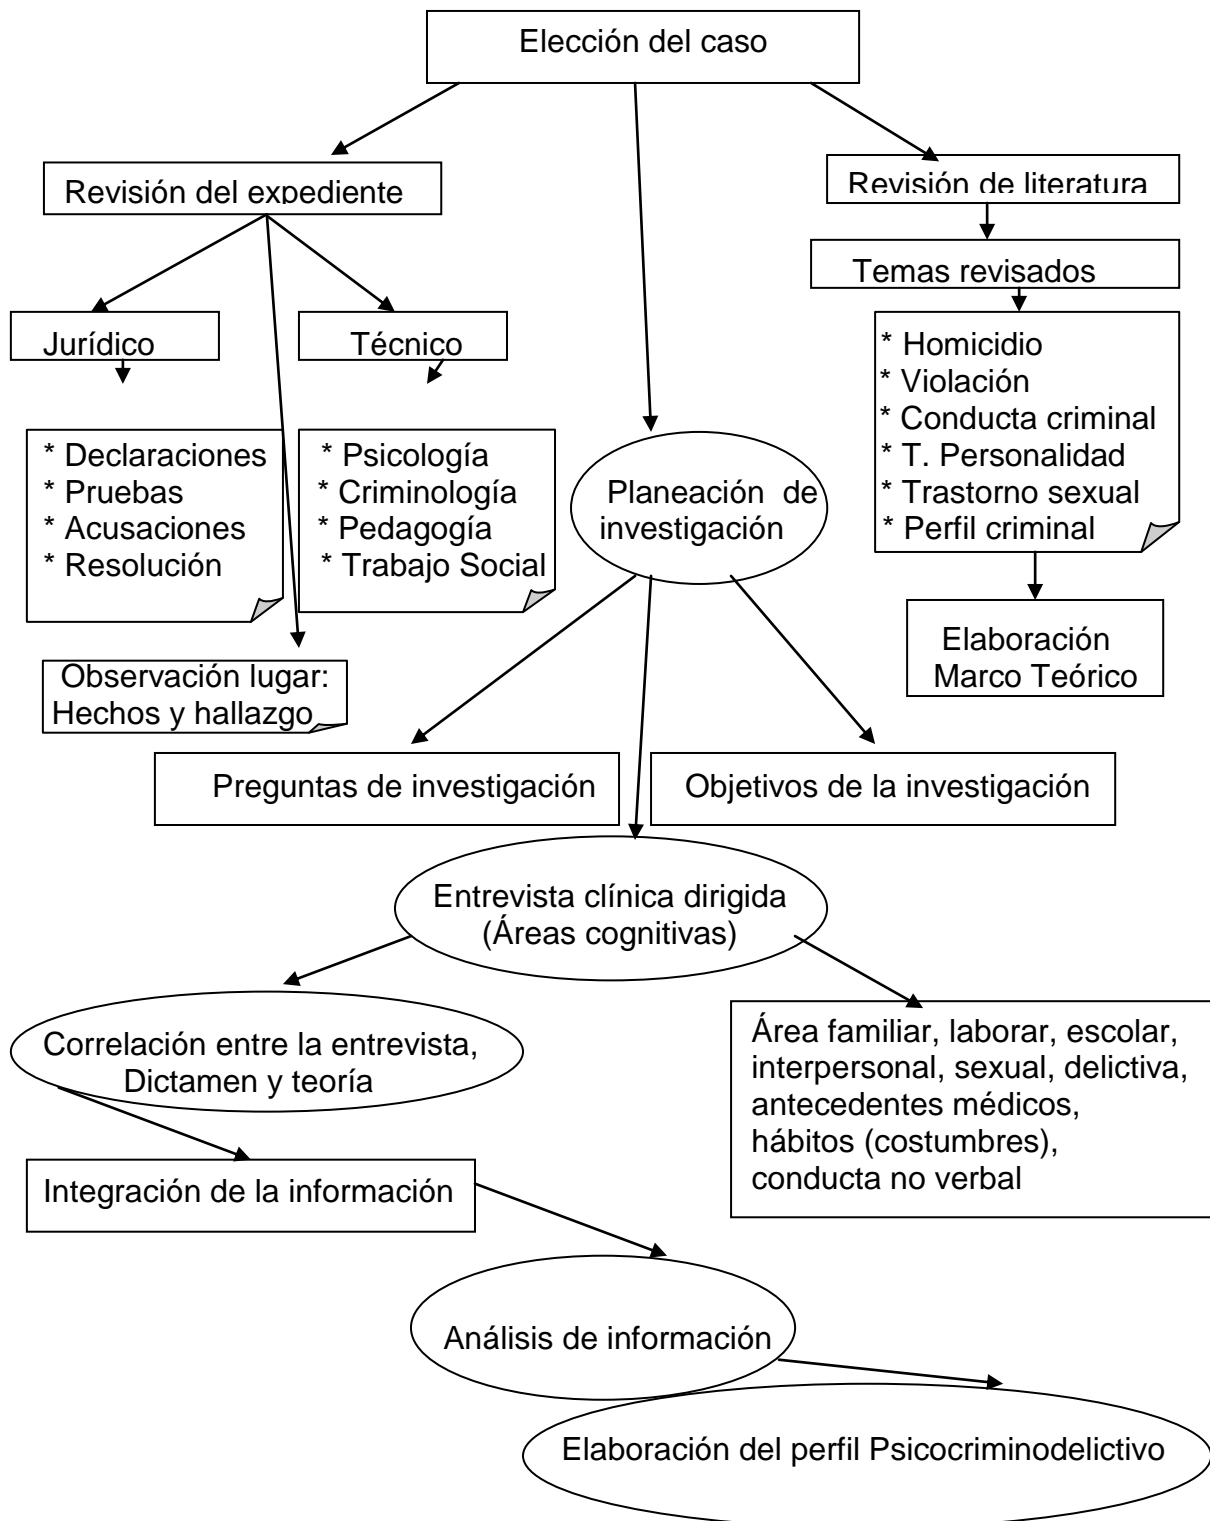 Elección del caso
Revisión del expediente
Revisión de literatura
Temas revisados
Jurídico
Técnico
* Homicidio
* Violación
* Conducta criminal
* T. Personalidad
* Trastorno sexual
* Perfil criminal
* Declaraciones
* Pruebas
* Acusaciones
* Resolución
* Psicología
* Criminología
* Pedagogía
* Trabajo Social
Planeación de
investigación
Elaboración
Marco Teórico
Observación lugar:
Hechos y hallazgo
Preguntas de investigación
Objetivos de la investigación
Entrevista clínica dirigida
(Áreas cognitivas)
Correlación entre la entrevista,
Dictamen y teoría
Área familiar, laborar, escolar,
interpersonal, sexual, delictiva,
antecedentes médicos,
hábitos (costumbres),
conducta no verbal
Integración de la información
Análisis de información
Elaboración del perfil Psicocriminodelictivo